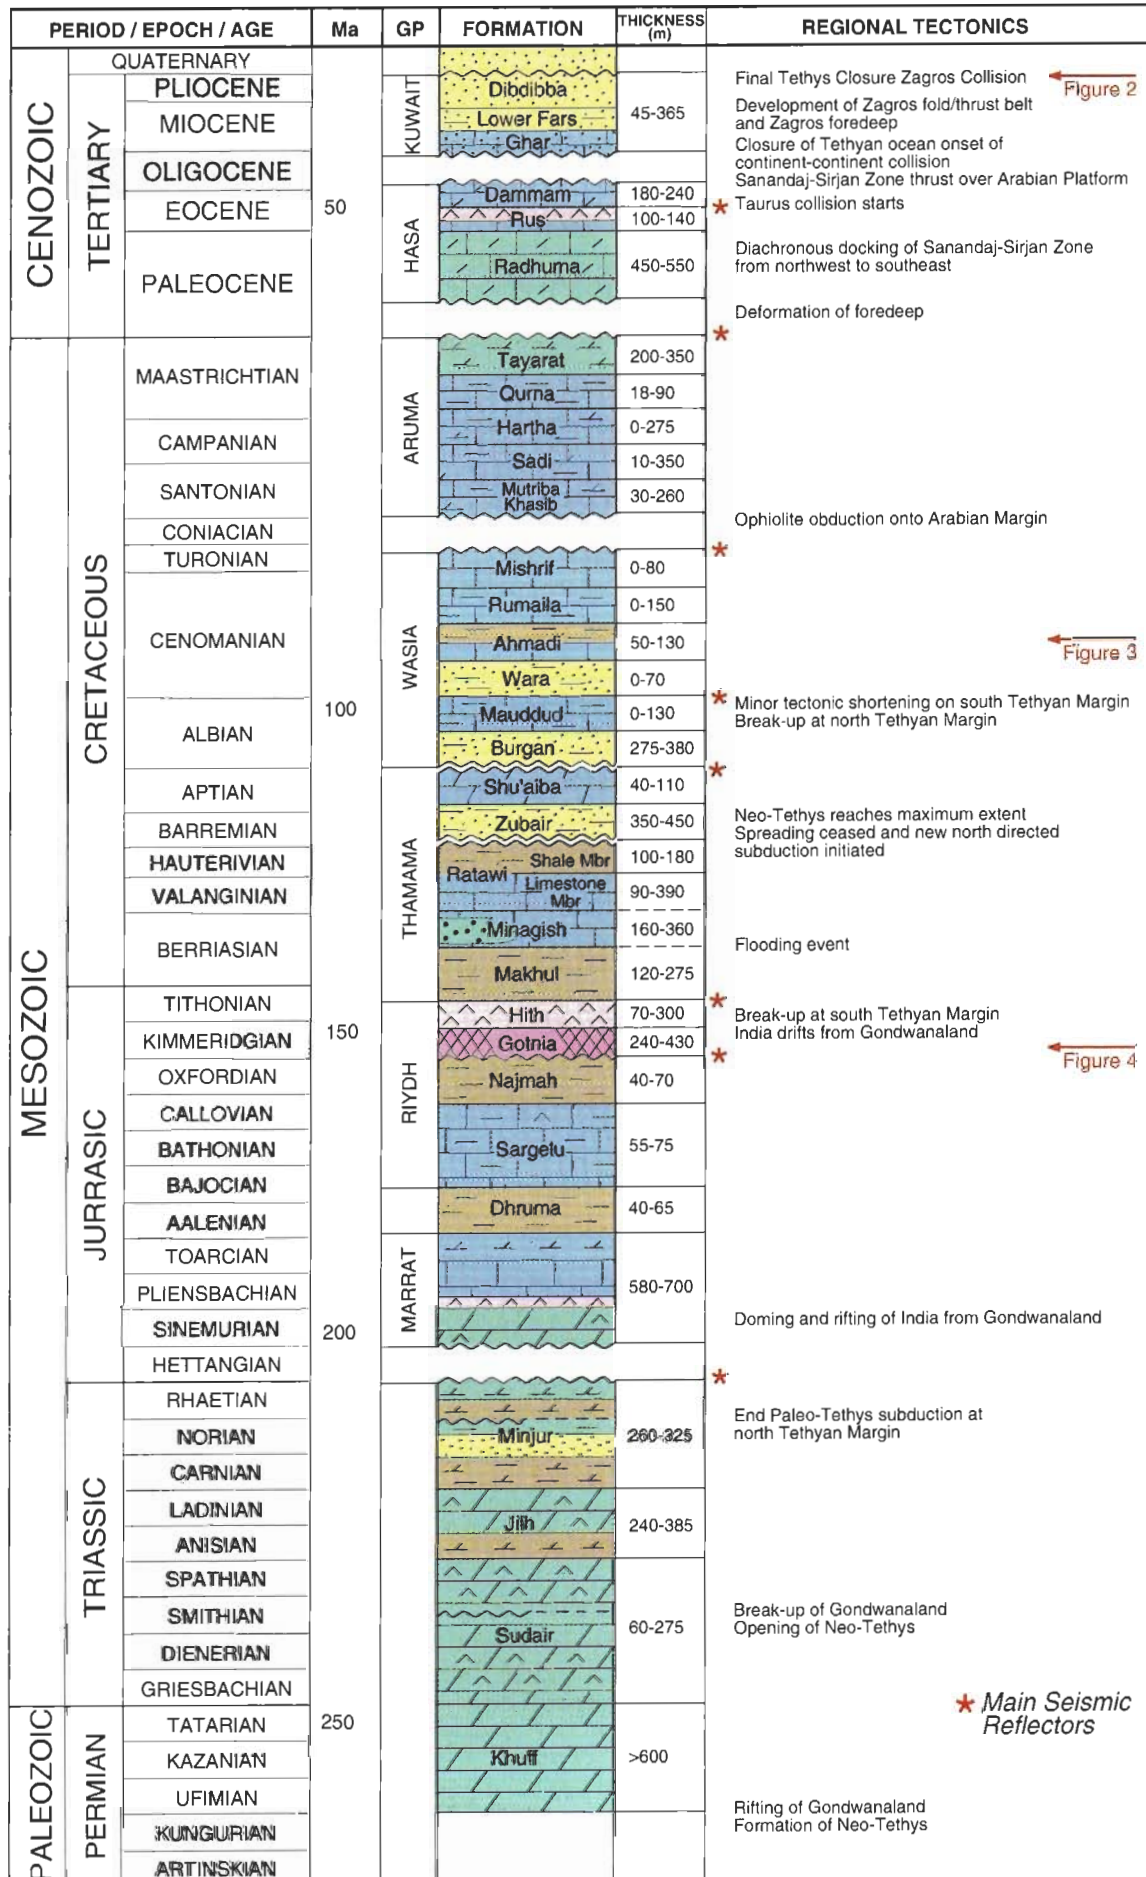 PERIOD / EPOCH / AGE
Ma
GP
FORMATION
THICKNESS
(m)
REGIONAL TECTONICS
CENOZOIC
MESOZOIC
PALEOZOIC
TERTIARY
CRETACEOUS
JURRASIC
TRIASSIC
PERMIAN
QUATERNARY
PLIOCENE
MIOCENE
OLIGOCENE
EOCENE
PALEOCENE
MAASTRICHTIAN
CAMPANIAN
SANTONIAN
CONIACIAN
TURONIAN
CENOMANIAN
ALBIAN
APTIAN
BARREMIAN
HAUTERIVIAN
VALANGINIAN
BERRIASIAN
TITHONIAN
KIMMERIDGIAN
OXFORDIAN
CALLOVIAN
BATHONIAN
BAJOCIAN
AALENIAN
TOARCIAN
PLIENSBACHIAN
SINEMURIAN
HETTANGIAN
RHAETIAN
NORIAN
CARNIAN
LADINIAN
ANISIAN
SPATHIAN
SMITHIAN
DIENERIAN
GRIESBACHIAN
TATARIAN
KAZANIAN
UFIMIAN
KUNGURIAN
ARTINSKIAN
50
100
150
200
250
KUWAIT
HASA
ARUMA
WASIA
THAMAMA
RIYDH
MARRAT
Dibdibba
Lower Fars
Ghar
45-365
Dammam
180-240
Rus
100-140
Radhuma
450-550
Tayarat
200-350
Qurna
18-90
Hartha
0-275
Sadi
10-350
Mutriba
Khasib
30-260
Mishrif
0-80
Rumaila
0-150
Ahmadi
50-130
Wara
0-70
Mauddud
0-130
Burgan
275-380
Shu'aiba
40-110
Zubair
350-450
Ratawi
Shale Mbr
100-180
Limestone
Mbr
90-390
Minagish
160-360
Makhul
120-275
Hith
70-300
Gotnia
240-430
Najmah
40-70
Sargelu
55-75
Dhruma
40-65
580-700
Minjur
260-325
Jilh
240-385
Sudair
60-275
Khuff
>600
Final Tethys Closure Zagros Collision
Figure 2
Development of Zagros fold/thrust belt
and Zagros foredeep
Closure of Tethyan ocean onset of
continent-continent collision
Sanandaj-Sirjan Zone thrust over Arabian Platform
* Taurus collision starts
Diachronous docking of Sanandaj-Sirjan Zone
from northwest to southeast
Deformation of foredeep
*
Ophiolite obduction onto Arabian Margin
*
Figure 3
* Minor tectonic shortening on south Tethyan Margin
Break-up at north Tethyan Margin
*
Neo-Tethys reaches maximum extent
Spreading ceased and new north directed
subduction initiated
Flooding event
*
Break-up at south Tethyan Margin
India drifts from Gondwanaland
*
Figure 4
Doming and rifting of India from Gondwanaland
*
End Paleo-Tethys subduction at
north Tethyan Margin
Break-up of Gondwanaland
Opening of Neo-Tethys
* Main Seismic
Reflectors
Rifting of Gondwanaland
Formation of Neo-Tethys